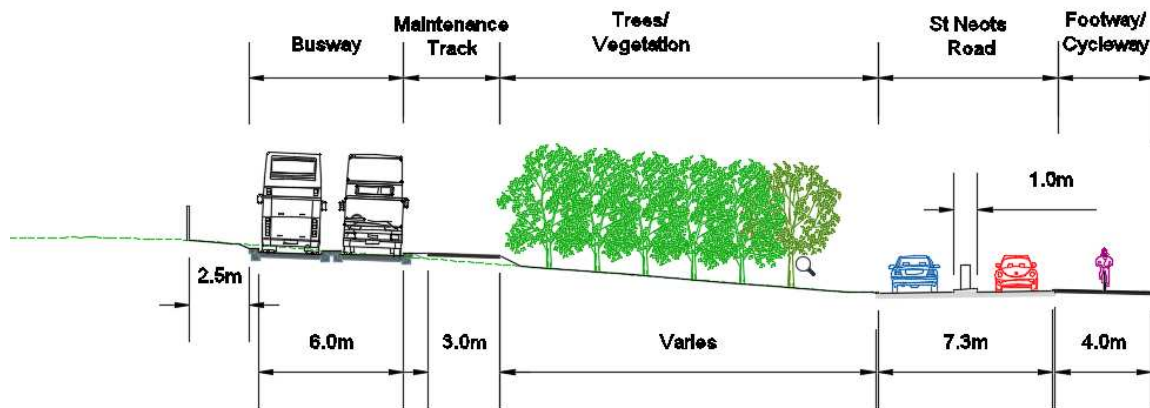 Busway
Maintenance
Track
Trees/
Vegetation
St Neots
Road
Footway/
Cycleway
1.0m
2.5m
6.0m
3.0m
Varies
7.3m
4.0m